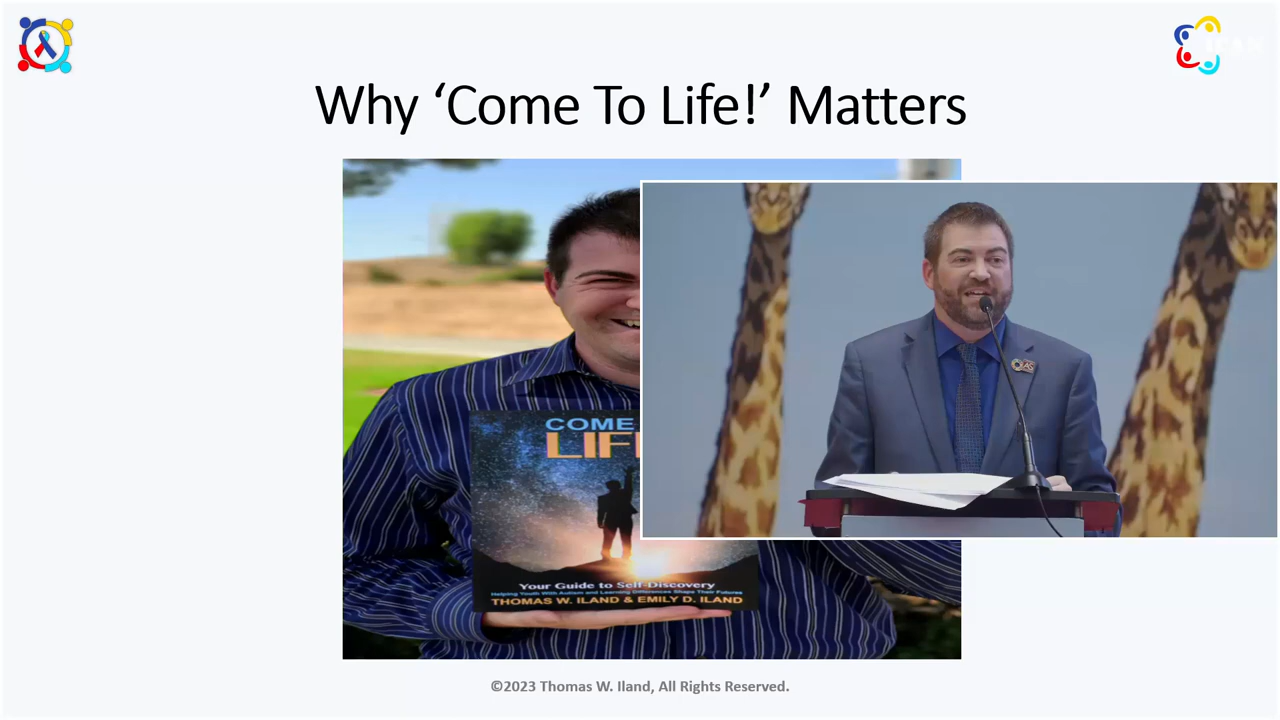 Why ‘Come To Life!’ Matters
COME
LIF
Your Guide to Self-Discovery
Helping Youth With Autism and Learning Differences Shape Their Futures
THOMAS W. ILAND & EMILY D. ILAND
©2023 Thomas W. Iland, All Rights Reserved.